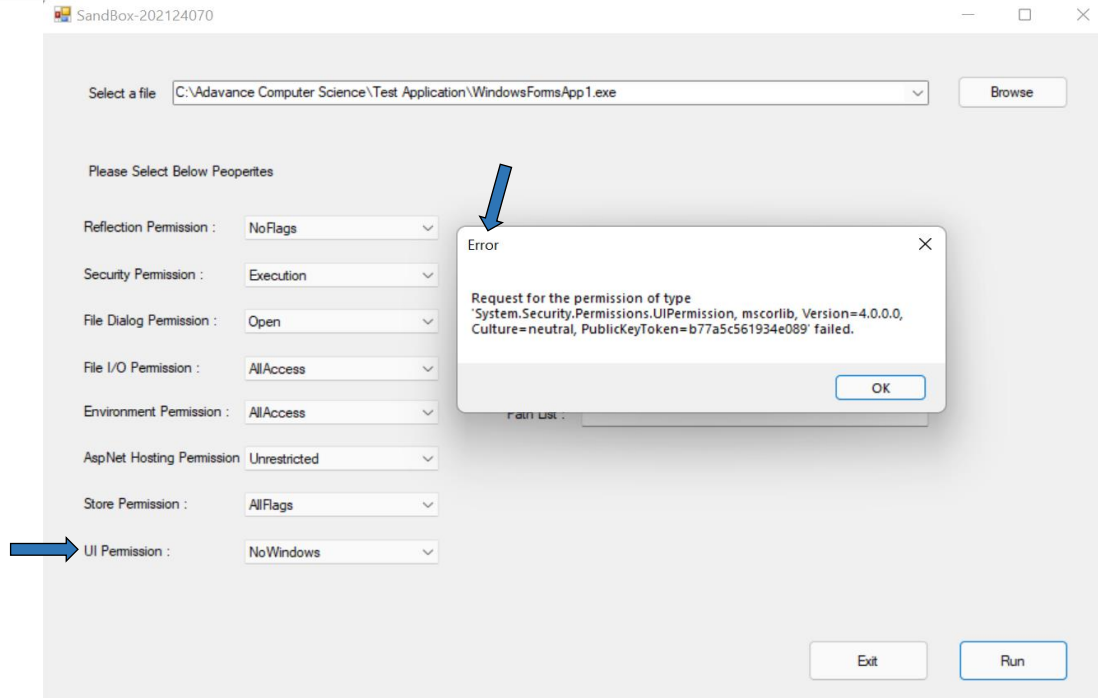 SandBox-202124070
Select a file C:\Adavance Computer Science\Test Application\WindowsFormsApp1.exe Browse
Please Select Below Peoperites
Reflection Permission : NoFlags
Security Permission : Execution
File Dialog Permission : Open
File I/O Permission : AllAccess
Environment Permission : AllAccess
AspNet Hosting Permission Unrestricted
Store Permission : AllFlags
UI Permission : NoWindows
Error
Request for the permission of type
'System.Security.Permissions.UIPermission, mscorlib, Version=4.0.0.0,
Culture=neutral, PublicKeyToken=b77a5c561934e089' failed.
OK
Path List :
Exit Run